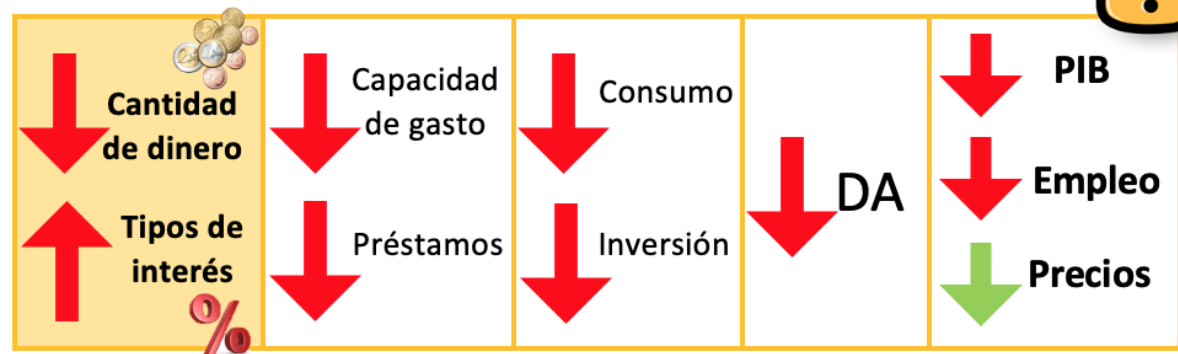 Cantidad
de dinero
Tipos de
interés
%
Capacidad
de gasto
Préstamos
Consumo
Inversión
DA
PIB
Empleo
Precios